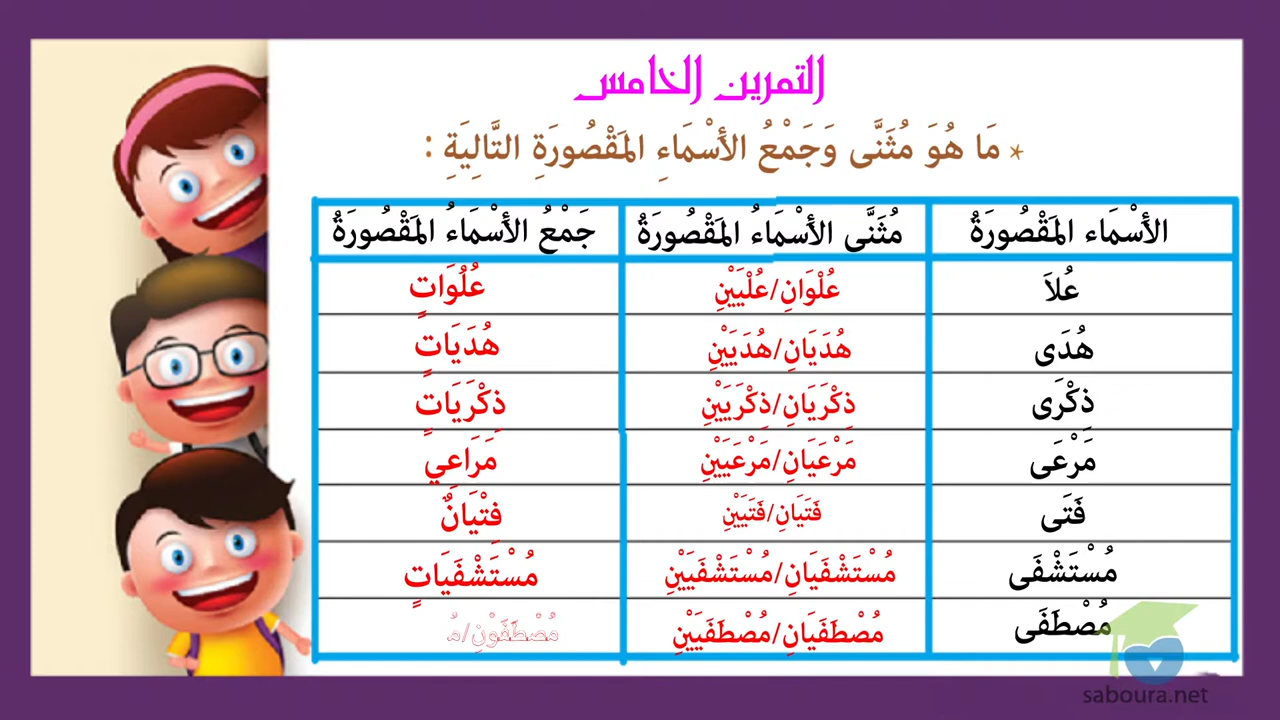 التمرين الخامس
* مَا هُوَ مُثَنَّى وَجَمْعُ الأَسْمَاءِ المَقْصُورَةِ التَّالِيَةِ :
الأَسْمَاء المَقْصُورَةُ مُثَنَّى الأَسْمَاءُ المَقْصُورَةُ جَمْعُ الأَسْمَاءُ المَقْصُورَةُ
عُلاَ عُلْوَانِ/عُلْيَيْنِ عُلُوَاتٍ
هُدَى هُدَيَانِ/هُدَيَيْنِ هُدَيَاتٍ
ذِكْرَى ذِكْرَيَانِ/ذِكْرَيَيْنِ ذِكْرَيَاتٍ
مَرْعَى مَرْعَيَانِ/مَرْعَيَيْنِ مَرَاعِي
فَتَى فَتَيَانِ/فَتَيَيْنِ فِتْيَانٌ
مُسْتَشْفَى مُسْتَشْفَيَانِ/مُسْتَشْفَيَيْنِ مُسْتَشْفَيَاتٍ
مُصْطَفَى مُصْطَفَيَانِ/مُصْطَفَيَيْنِ مُصْطَفَوْنِ/مُ
saboura.net